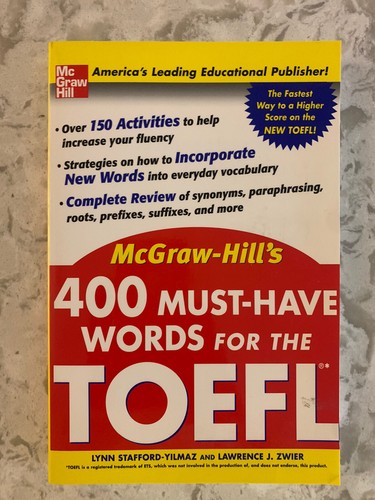 Mc
Graw
Hill
America's Leading Educational Publisher!
The Fastest
Way to a Higher
Score on the
NEW TOEFL!
• Over 150 Activities to help
increase your fluency
• Strategies on how to Incorporate
New Words into everyday vocabulary
• Complete Review of synonyms, paraphrasing,
roots, prefixes, suffixes, and more
McGraw-Hill's
400 MUST-HAVE
WORDS FOR THE
TOEFL®*
LYNN STAFFORD-YILMAZ AND LAWRENCE J. ZWIER
*TOEFL is a registered trademark of ETS, which was not involved in the production of, and does not endorse, this product.